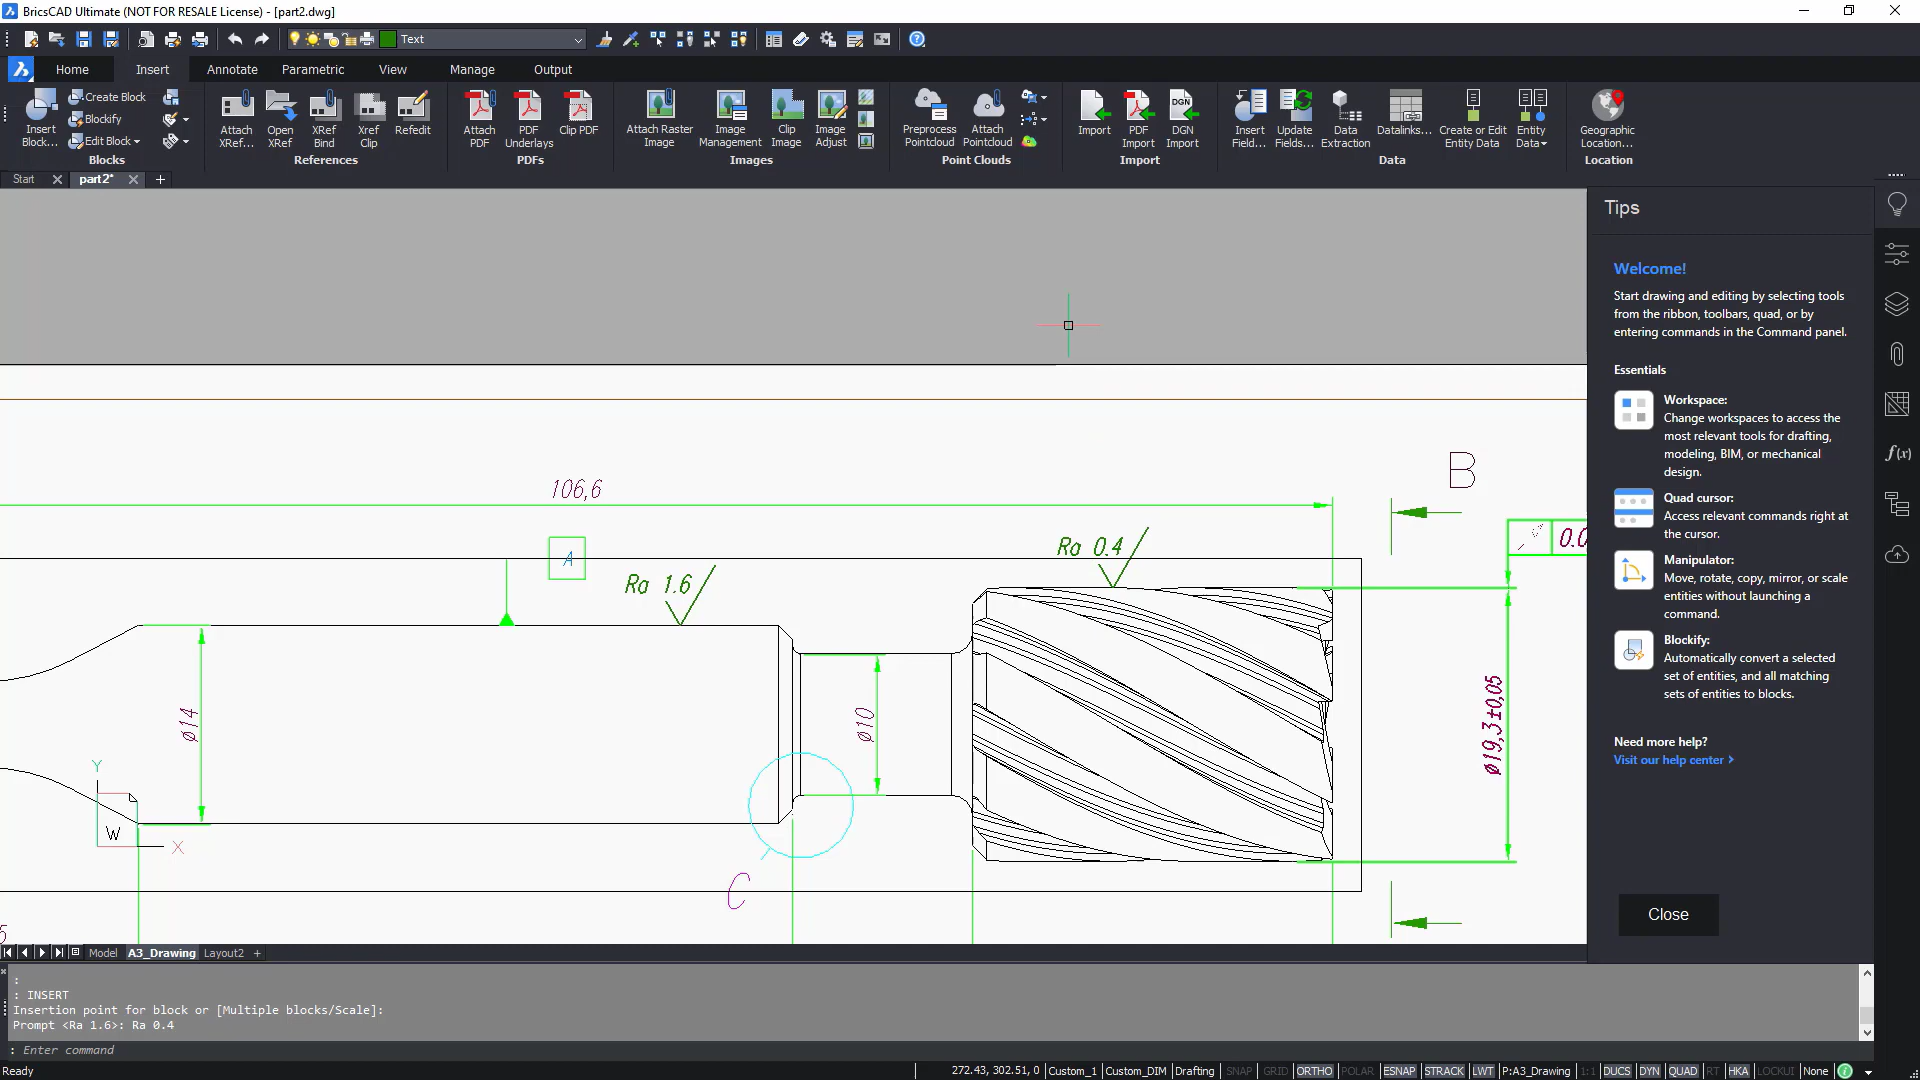 BricsCAD Ultimate (NOT FOR RESALE License) - [part2.dwg]
Text
Home Insert Annotate Parametric View Manage Output
Insert Block...
Create Block
Blockify
Edit Block
Blocks
Attach XRef...
Open XRef
XRef Bind
Xref Clip
Refedit
References
Attach PDF
PDF Underlays
Clip PDF
PDFs
Attach Raster Image
Image Management
Clip Image
Image Adjust
Images
Preprocess Pointcloud
Attach Pointcloud
Point Clouds
Import
PDF Import
DGN
DGN Import
Import
Insert Field...
Update Fields...
Data Extraction
Datalinks...
Create or Edit Entity Data
Entity Data
Data
Geographic Location...
Location
Start
part2*
Tips
Welcome!
Start drawing and editing by selecting tools
from the ribbon, toolbars, quad, or by
entering commands in the Command panel.
Essentials
Workspace:
Change workspaces to access the
most relevant tools for drafting,
modeling, BIM, or mechanical
design.
Quad cursor:
Access relevant commands right at
the cursor.
Manipulator:
Move, rotate, copy, mirror, or scale
entities without launching a
command.
Blockify:
Automatically convert a selected
set of entities, and all matching
sets of entities to blocks.
Need more help?
Visit our help center
Close
f(x)
B
106,6
A
Ra 1.6
Ra 0.4
0.0
ø14
ø10
ø19,3±0,05
Y
W
X
C
5
Model A3_Drawing Layout2 +
:
: INSERT
Insertion point for block or [Multiple blocks/Scale]:
Prompt <Ra 1.6>: Ra 0.4
: Enter command
Ready
272.43, 302.51, 0 Custom_1 Custom_DIM Drafting SNAP GRID ORTHO POLAR ESNAP STRACK LWT P:A3_Drawing 1:1 DUCS DYN QUAD RT HKA LOCKUI None